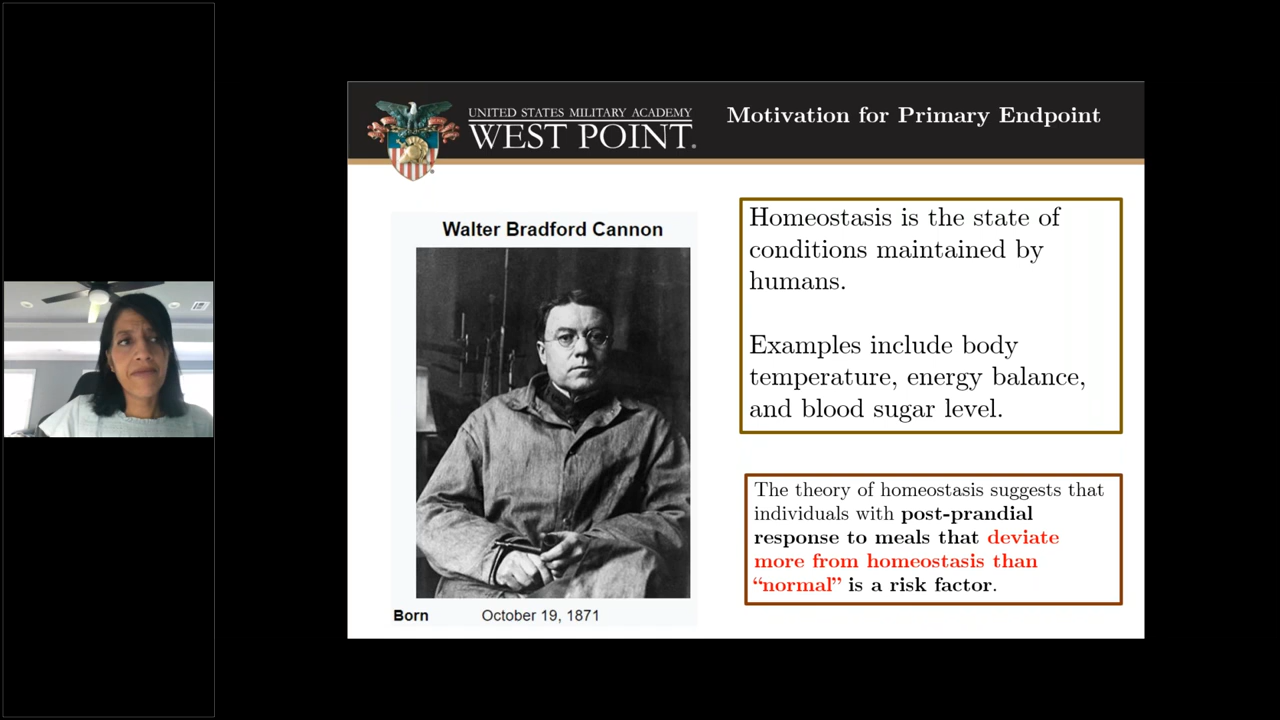 UNITED STATES MILITARY ACADEMY
WEST POINT
Motivation for Primary Endpoint
Walter Bradford Cannon
Born October 19, 1871
Homeostasis is the state of
conditions maintained by
humans.
Examples include body
temperature, energy balance,
and blood sugar level.
The theory of homeostasis suggests that
individuals with post-prandial
response to meals that deviate
more from homeostasis than
“normal” is a risk factor.